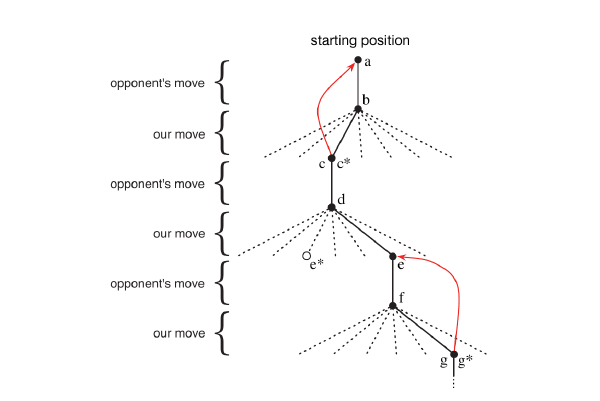 starting position
a
opponent's move
b
our move
c c*
opponent's move
d
our move
e* e
opponent's move
f
our move
g g*